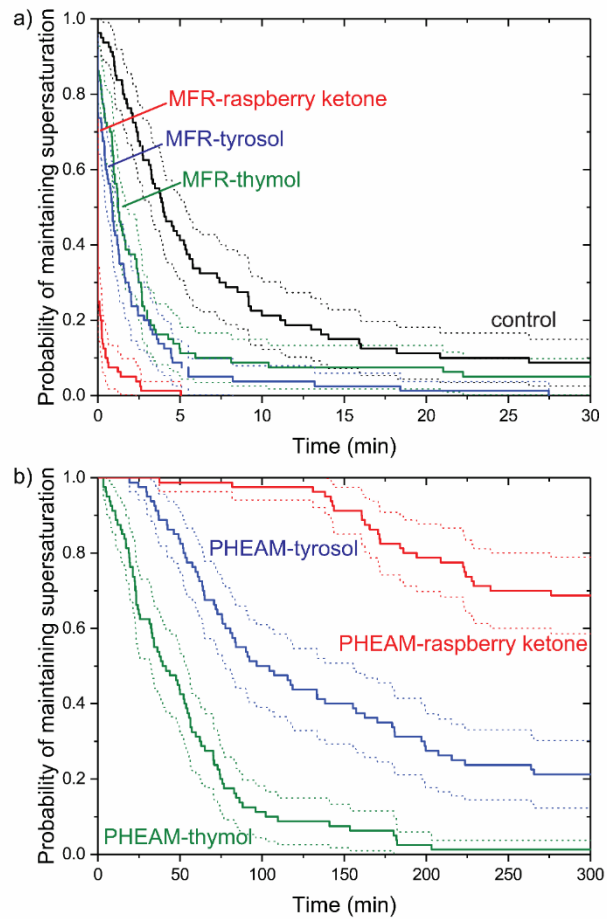 a)
Probability of maintaining supersaturation
1.0
0.8
0.6
0.4
0.2
0.0
MFR-raspberry ketone
MFR-tyrosol
MFR-thymol
control
0 5 10 15 20 25 30
Time (min)
b)
Probability of maintaining supersaturation
1.0
0.8
0.6
0.4
0.2
0.0
PHEAM-tyrosol
PHEAM-raspberry ketone
PHEAM-thymol
0 50 100 150 200 250 300
Time (min)